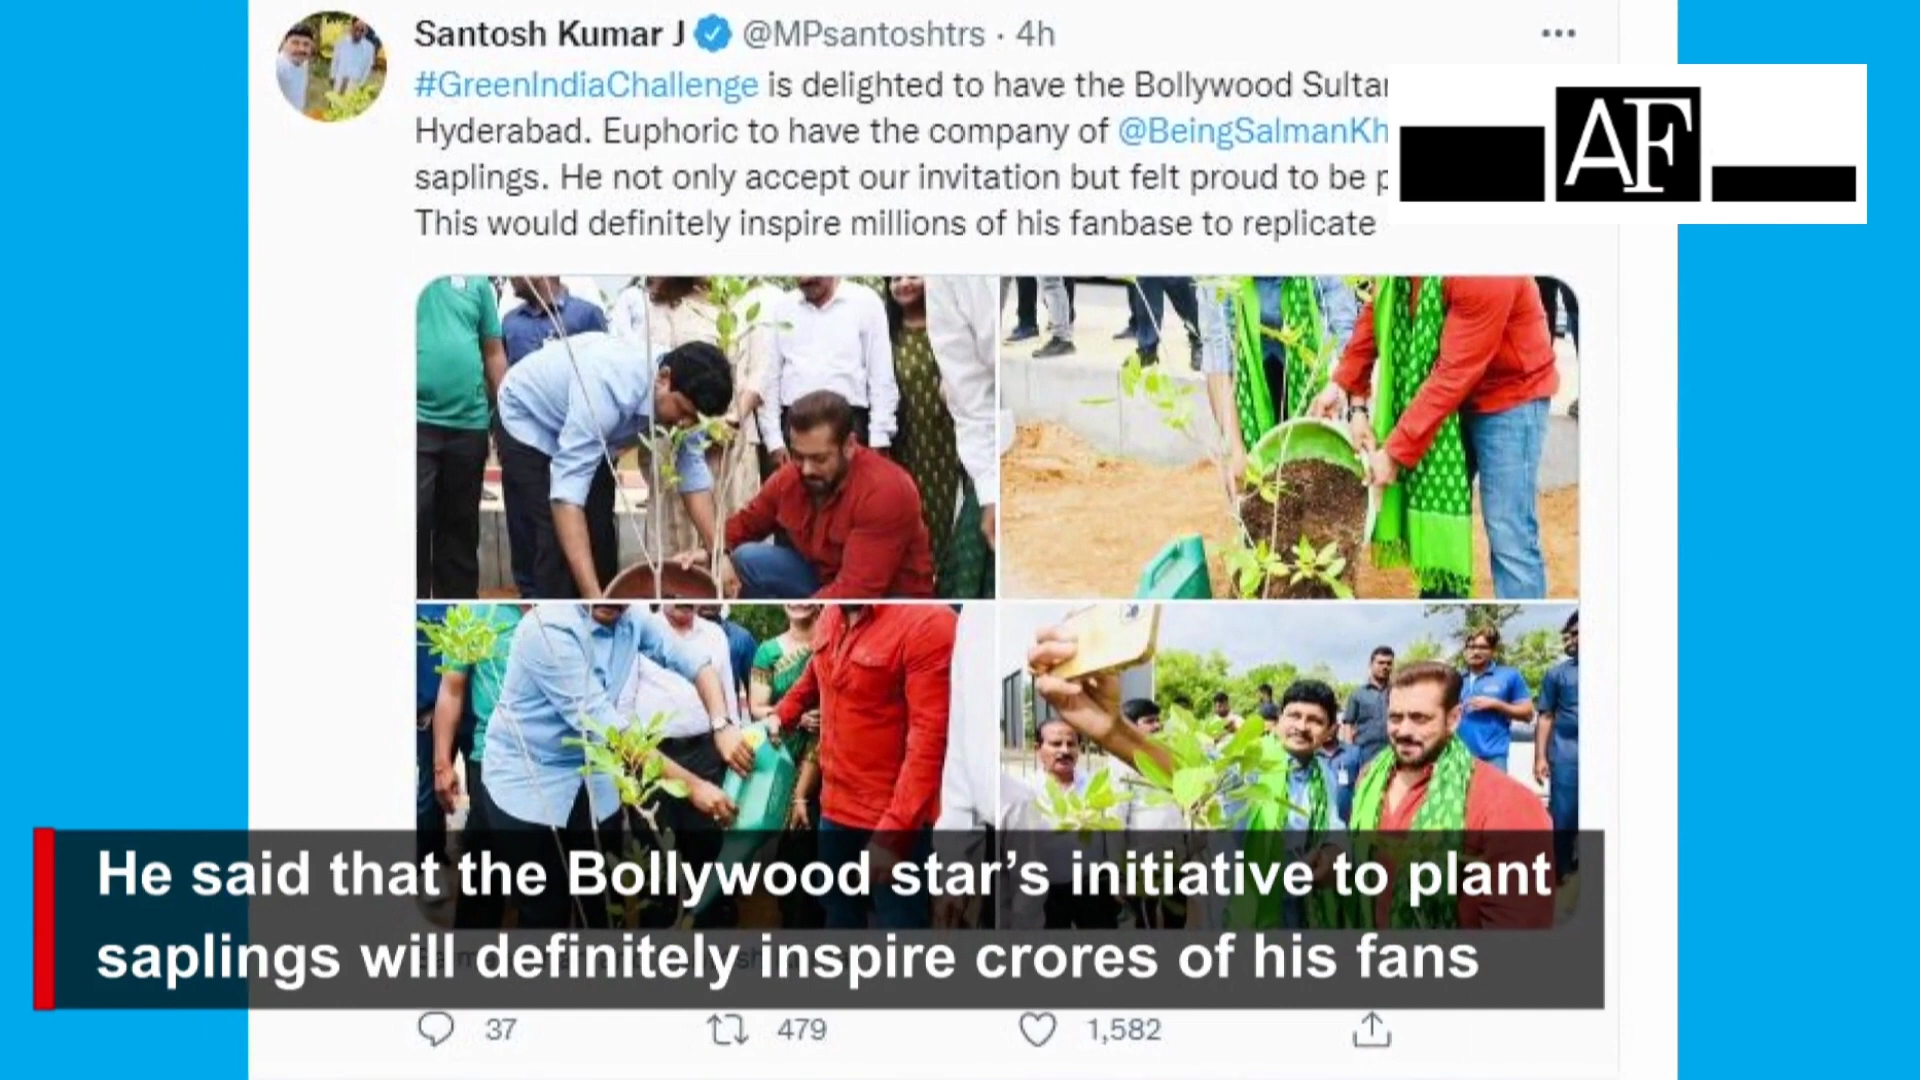 Santosh Kumar J @MPsantoshtrs · 4h
#GreenIndiaChallenge is delighted to have the Bollywood Sultan
Hyderabad. Euphoric to have the company of @BeingSalmanKh
saplings. He not only accept our invitation but felt proud to be p
This would definitely inspire millions of his fanbase to replicate
AF
He said that the Bollywood star's initiative to plant
saplings will definitely inspire crores of his fans
37 479 1,582